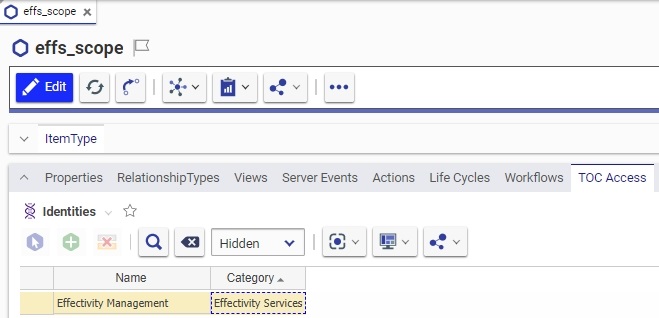 effs_scope
effs_scope
Edit
ItemType
Properties RelationshipTypes Views Server Events Actions Life Cycles Workflows TOC Access
Identities
Hidden
Name Category
Effectivity Management Effectivity Services